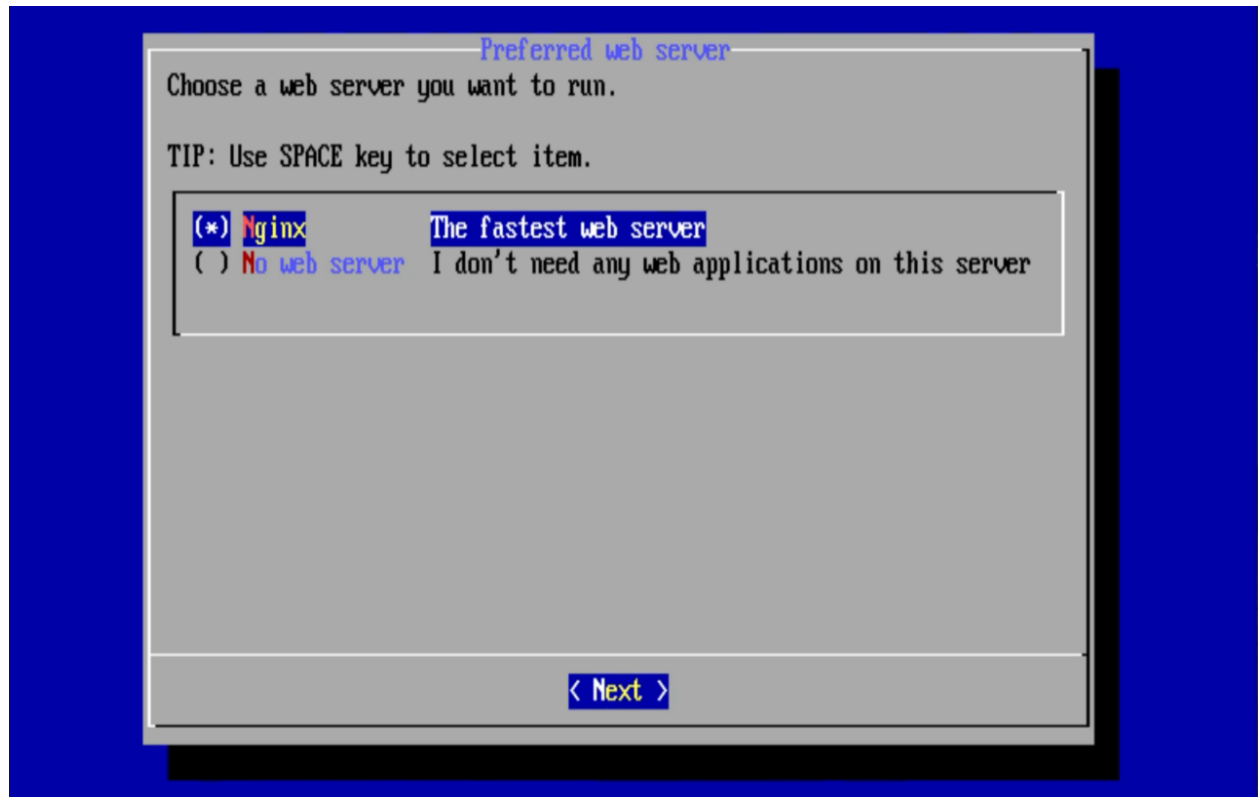 Preferred web server
Choose a web server you want to run.
TIP: Use SPACE key to select item.
(*) Nginx The fastest web server
( ) No web server I don't need any web applications on this server
< Next >